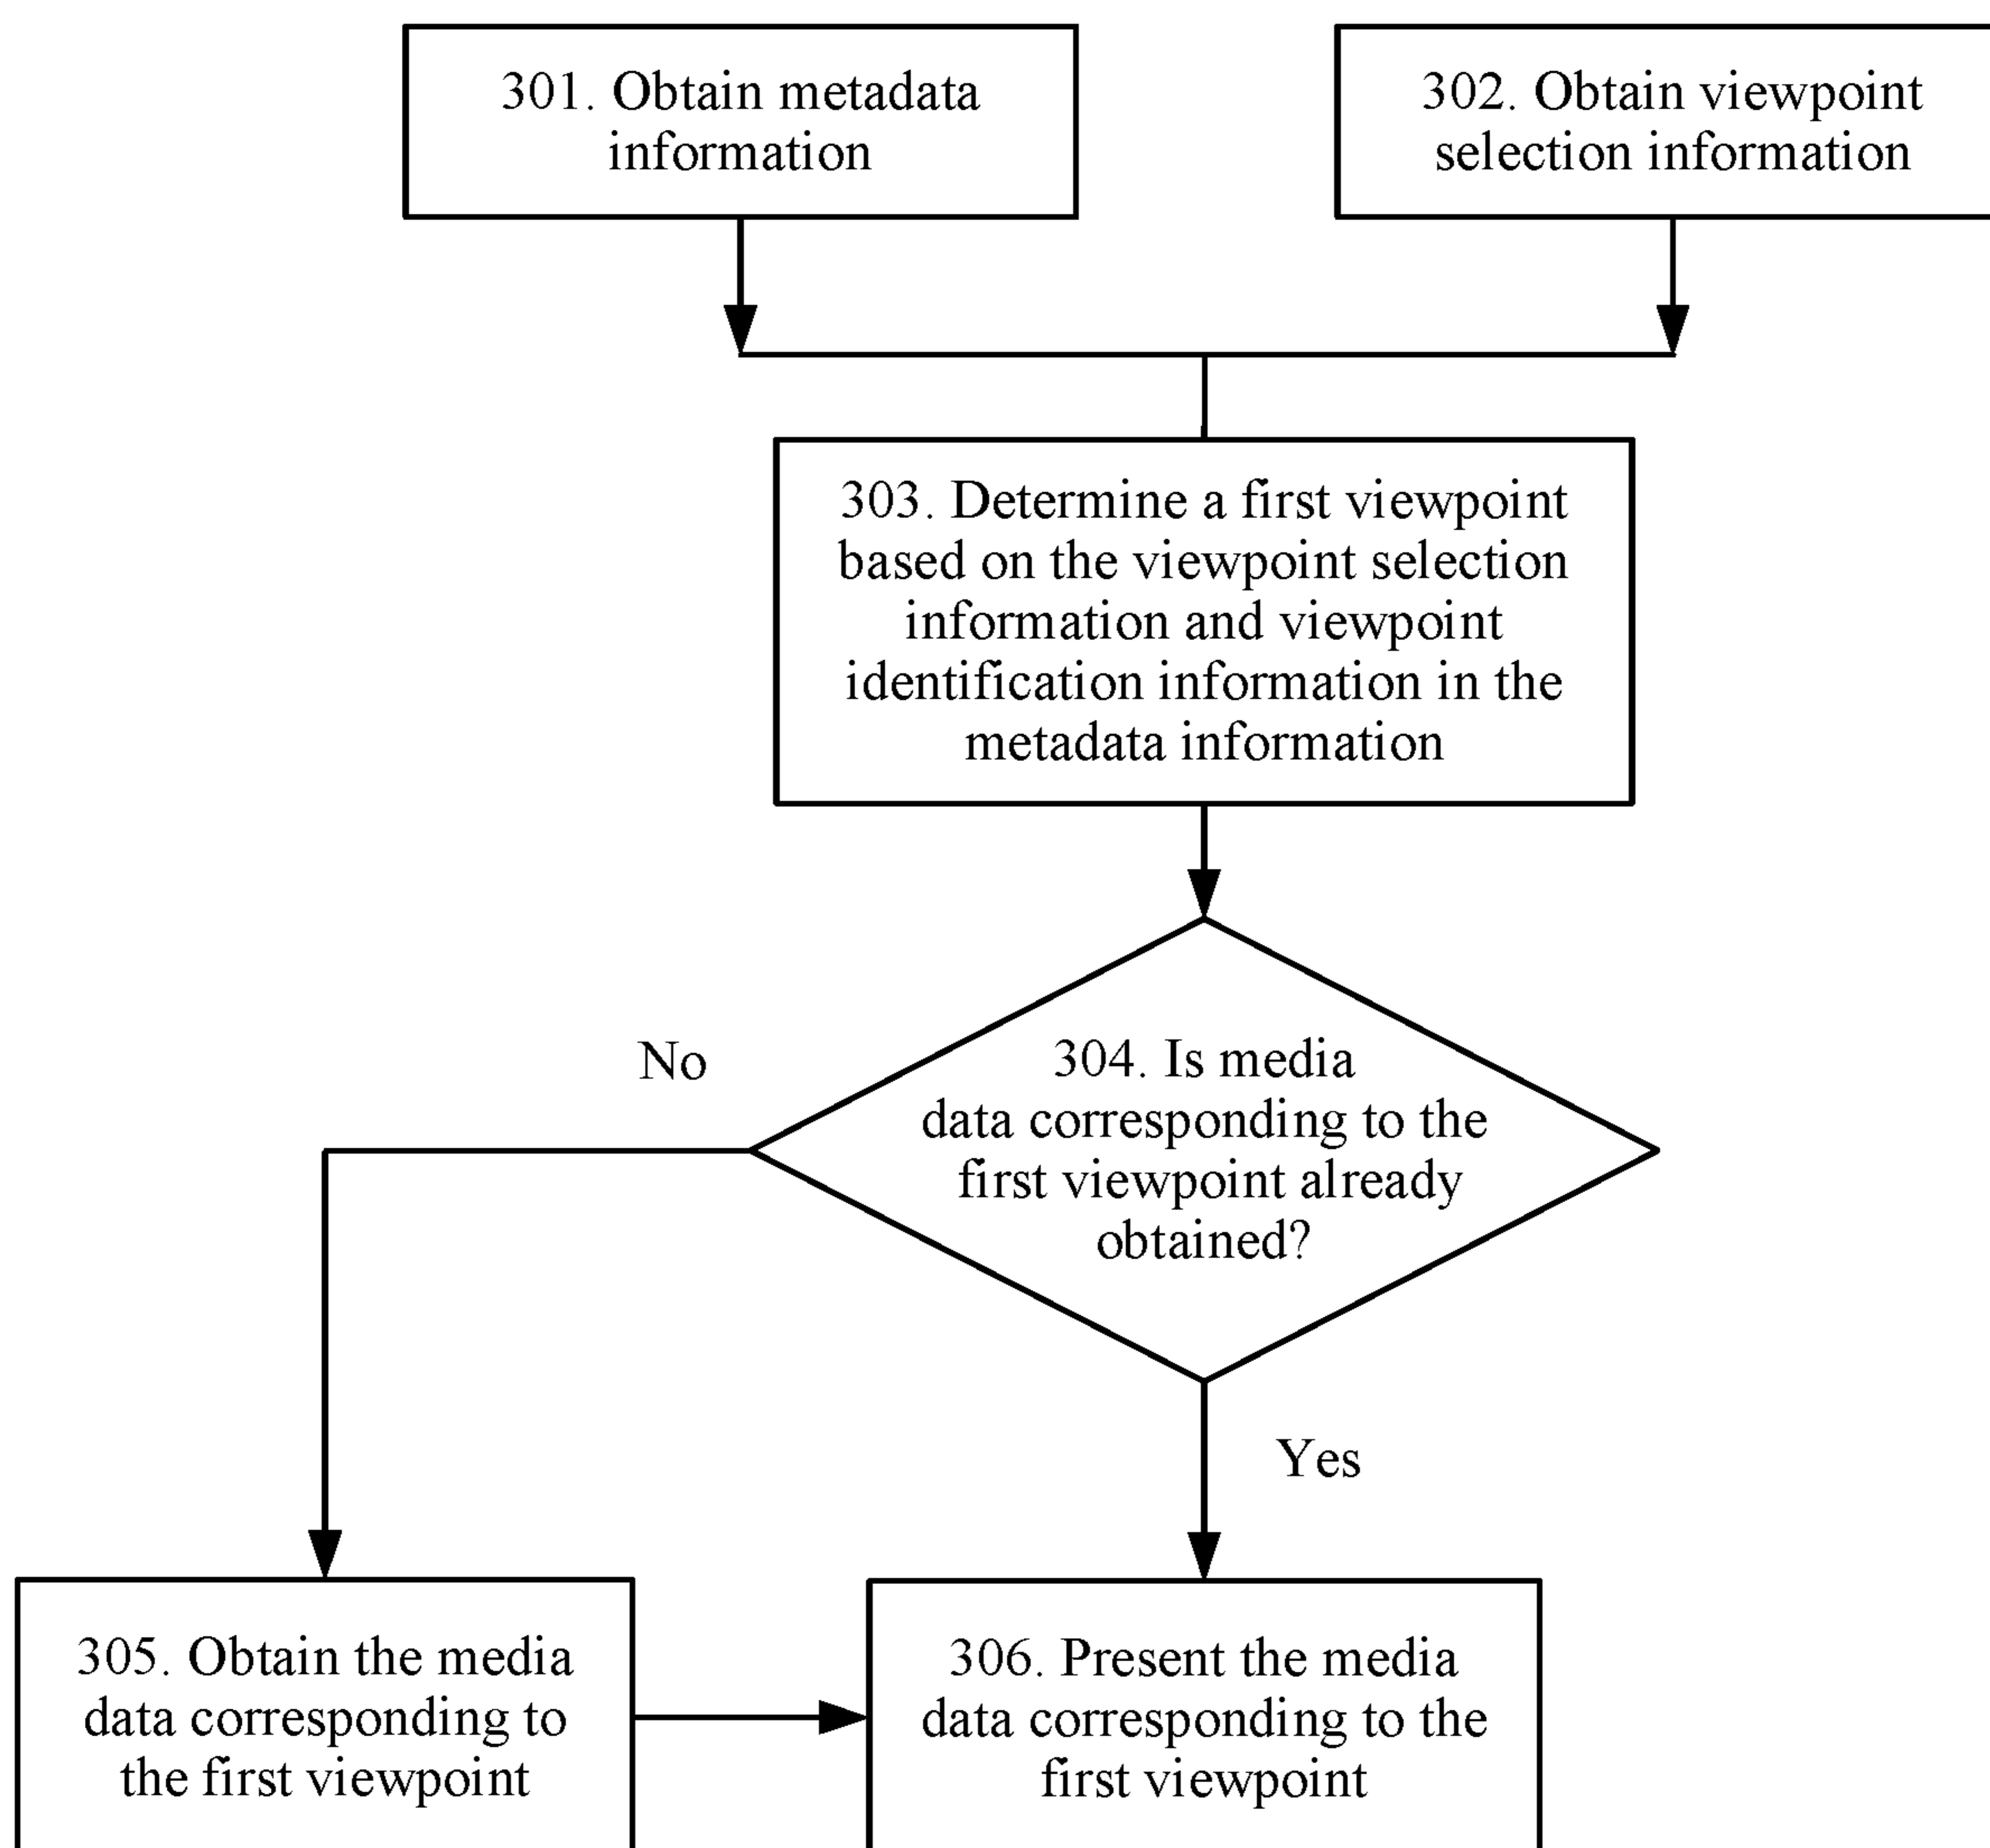 301. Obtain metadata
information
302. Obtain viewpoint
selection information
303. Determine a first viewpoint
based on the viewpoint selection
information and viewpoint
identification information in the
metadata information
304. Is media
data corresponding to the
first viewpoint already
obtained?
No
Yes
305. Obtain the media
data corresponding to
the first viewpoint
306. Present the media
data corresponding to the
first viewpoint